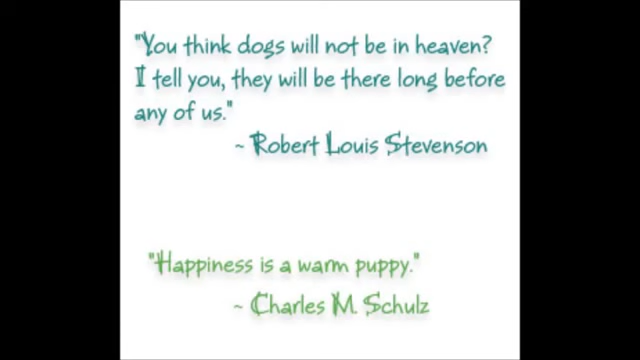 "You think dogs will not be in heaven?
I tell you, they will be there long before
any of us."
~ Robert Louis Stevenson
"Happiness is a warm puppy."
~ Charles M. Schulz